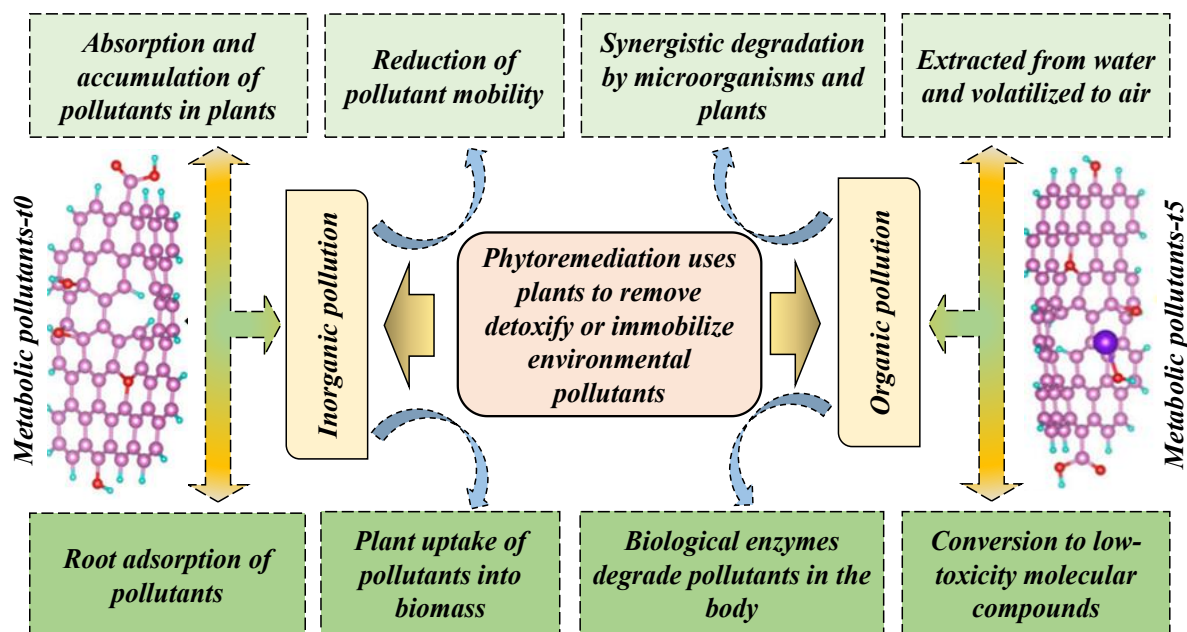 Absorption and
accumulation of
pollutants in plants
Reduction of
pollutant mobility
Synergistic degradation
by microorganisms and
plants
Extracted from water
and volatilized to air
Metabolic pollutants-t0
Inorganic pollution
Phytoremediation uses
plants to remove
detoxify or immobilize
environmental
pollutants
Organic pollution
Metabolic pollutants-t5
Root adsorption of
pollutants
Plant uptake of
pollutants into
biomass
Biological enzymes
degrade pollutants in the
body
Conversion to low-
toxicity molecular
compounds